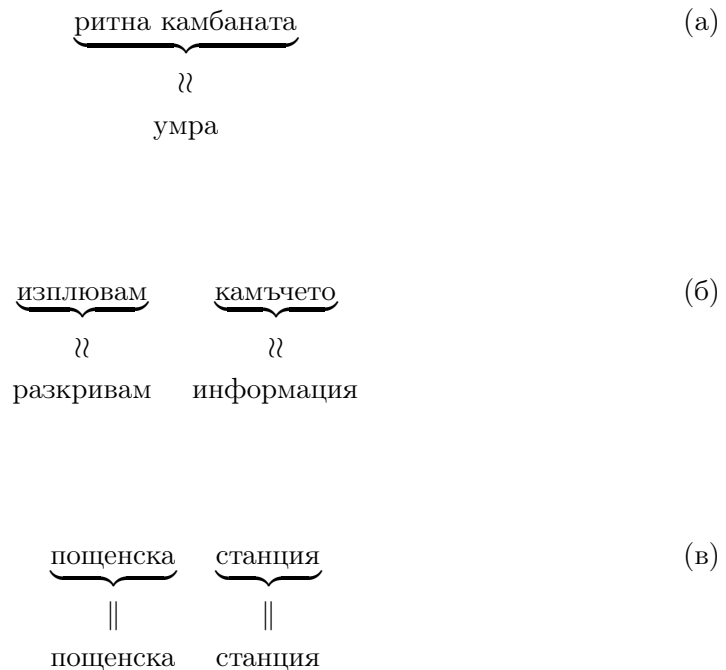 ритна камбаната (а)
≈
умра
изплювам камъчето (б)
≈ ≈
разкривам информация
пощенска станция (в)
∥ ∥
пощенска станция